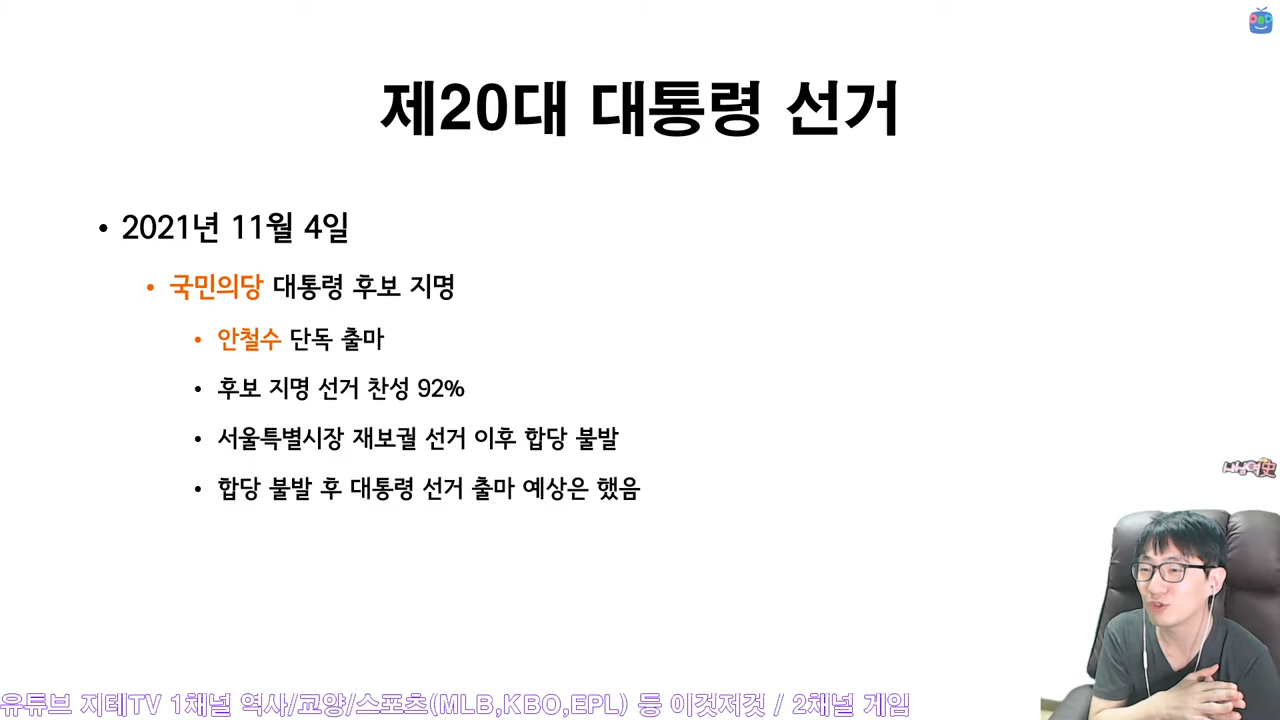 제20대 대통령 선거
• 2021년 11월 4일
• 국민의당 대통령 후보 지명
• 안철수 단독 출마
• 후보 지명 선거 찬성 92%
• 서울특별시장 재보궐 선거 이후 합당 불발
• 합당 불발 후 대통령 선거 출마 예상은 했음
유튜브 지테TV 1채널 역사/교양/스포츠(MLB,KBO,EPL) 등 이것저것 / 2채널 게임